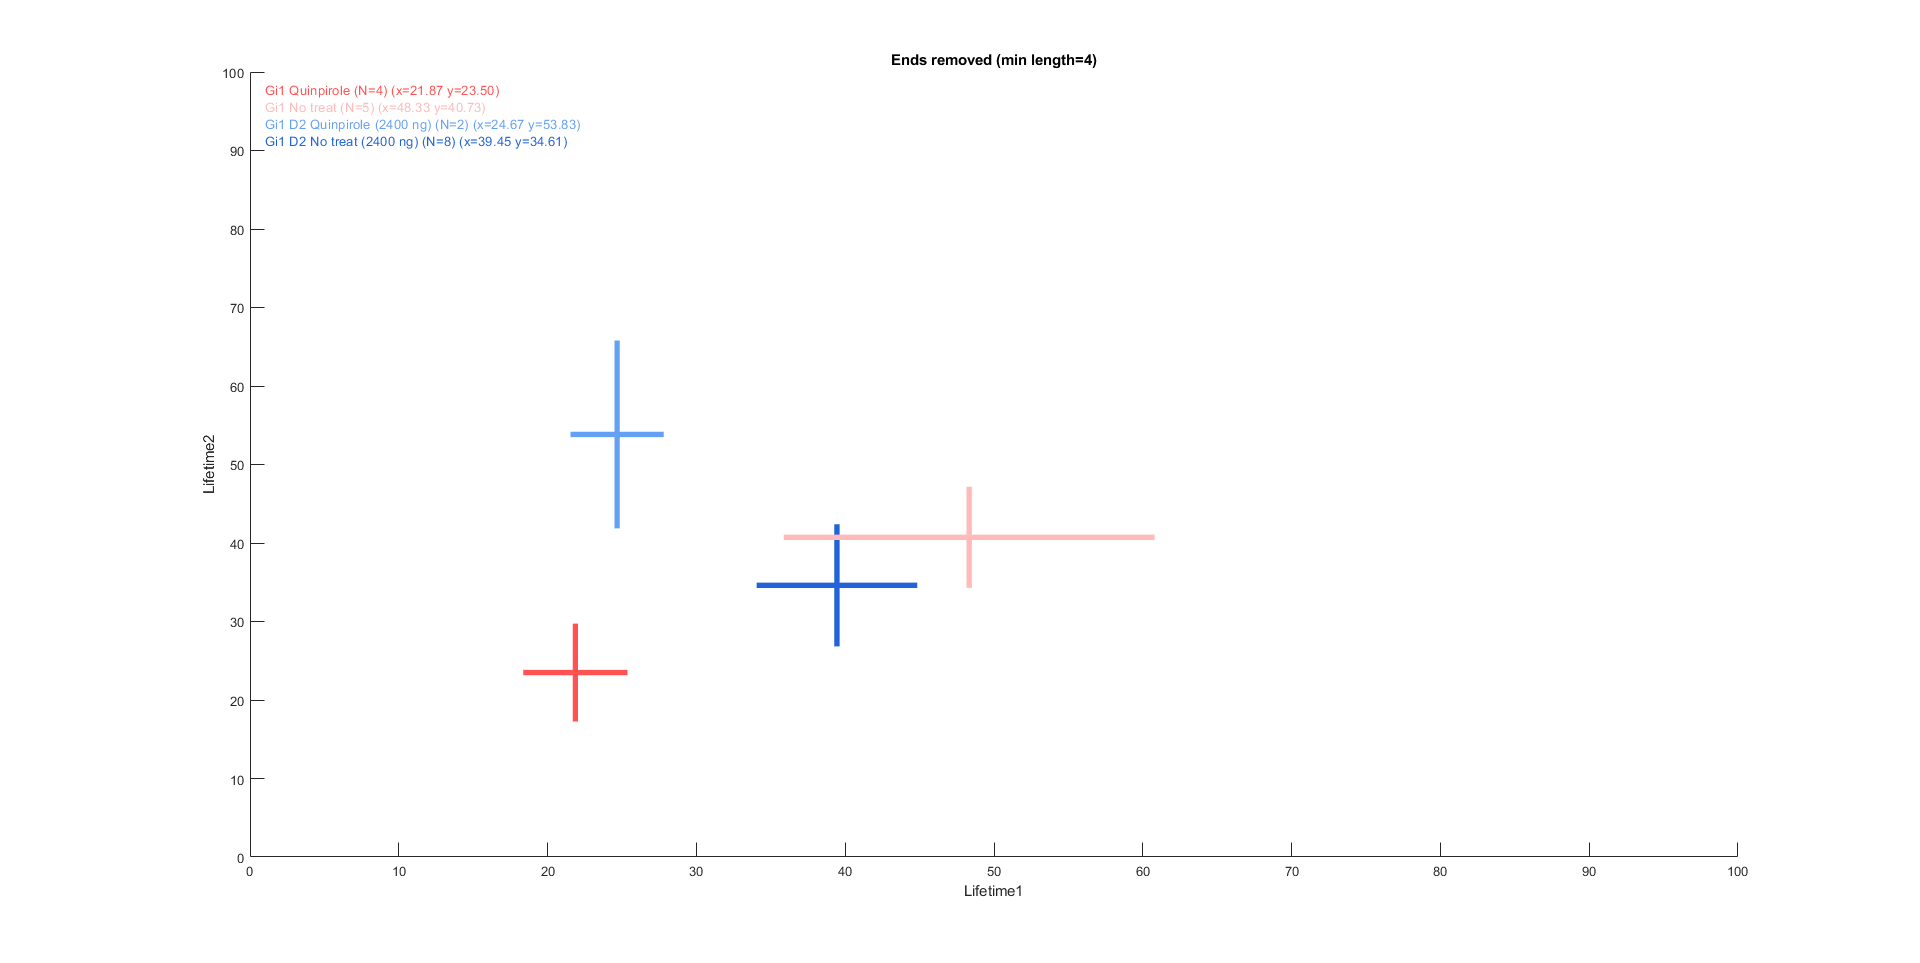 Ends removed (min length=4)
Gi1 Quinpirole (N=4) (x=21.87 y=23.50)
Gi1 No treat (N=5) (x=48.33 y=40.73)
Gi1 D2 Quinpirole (2400 ng) (N=2) (x=24.67 y=53.83)
Gi1 D2 No treat (2400 ng) (N=8) (x=39.45 y=34.61)
100
90
80
70
60
50
40
30
20
10
0
Lifetime2
0 10 20 30 40 50 60 70 80 90 100
Lifetime1